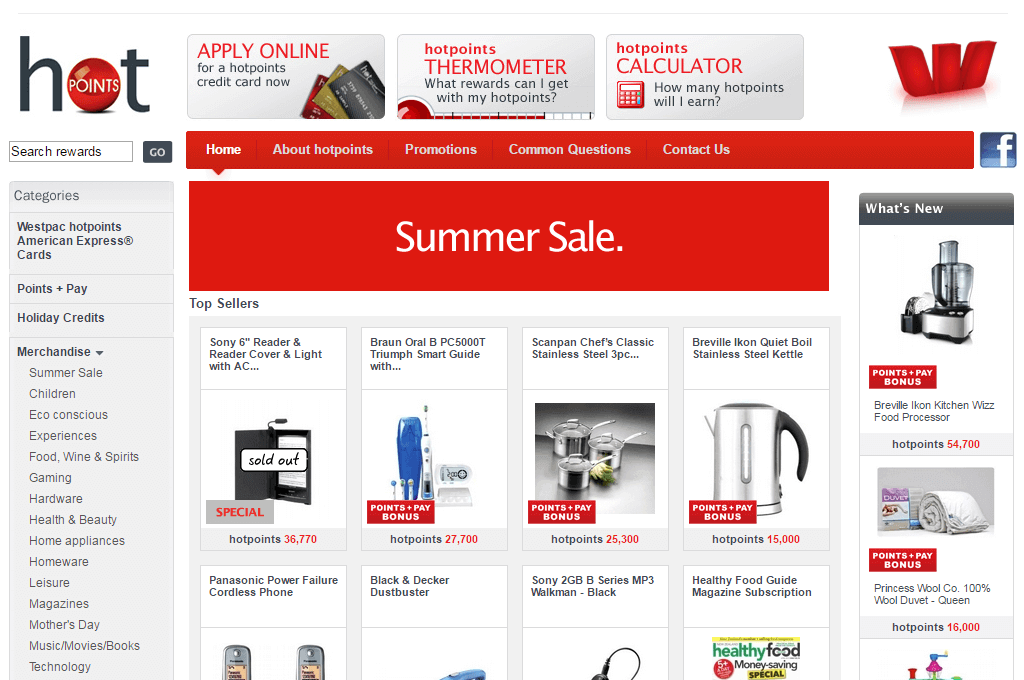 hot
POINTS
APPLY ONLINE
for a hotpoints
credit card now
hotpoints
THERMOMETER
What rewards can I get
with my hotpoints?
hotpoints
CALCULATOR
How many hotpoints
will I earn?
Search rewards
GO
Home
About hotpoints
Promotions
Common Questions
Contact Us
f
Categories
Westpac hotpoints
American Express®
Cards
Points + Pay
Holiday Credits
Merchandise
Summer Sale
Children
Eco conscious
Experiences
Food, Wine & Spirits
Gaming
Hardware
Health & Beauty
Home appliances
Homeware
Leisure
Magazines
Mother's Day
Music/Movies/Books
Technology
Summer Sale.
Top Sellers
Sony 6" Reader &
Reader Cover & Light
with AC...
sold out
SPECIAL
hotpoints 36,770
Braun Oral B PC5000T
Triumph Smart Guide
with...
POINTS + PAY
BONUS
hotpoints 27,700
Scanpan Chef's Classic
Stainless Steel 3pc...
POINTS + PAY
BONUS
hotpoints 25,300
Breville Ikon Quiet Boil
Stainless Steel Kettle
POINTS + PAY
BONUS
hotpoints 15,000
Panasonic Power Failure
Cordless Phone
Black & Decker
Dustbuster
Sony 2GB B Series MP3
Walkman - Black
Healthy Food Guide
Magazine Subscription
healthyfood
5+
Money-saving
SPECIAL
What's New
POINTS + PAY
BONUS
Breville Ikon Kitchen Wizz
Food Processor
hotpoints 54,700
DUVET
POINTS + PAY
BONUS
Princess Wool Co. 100%
Wool Duvet - Queen
hotpoints 16,000